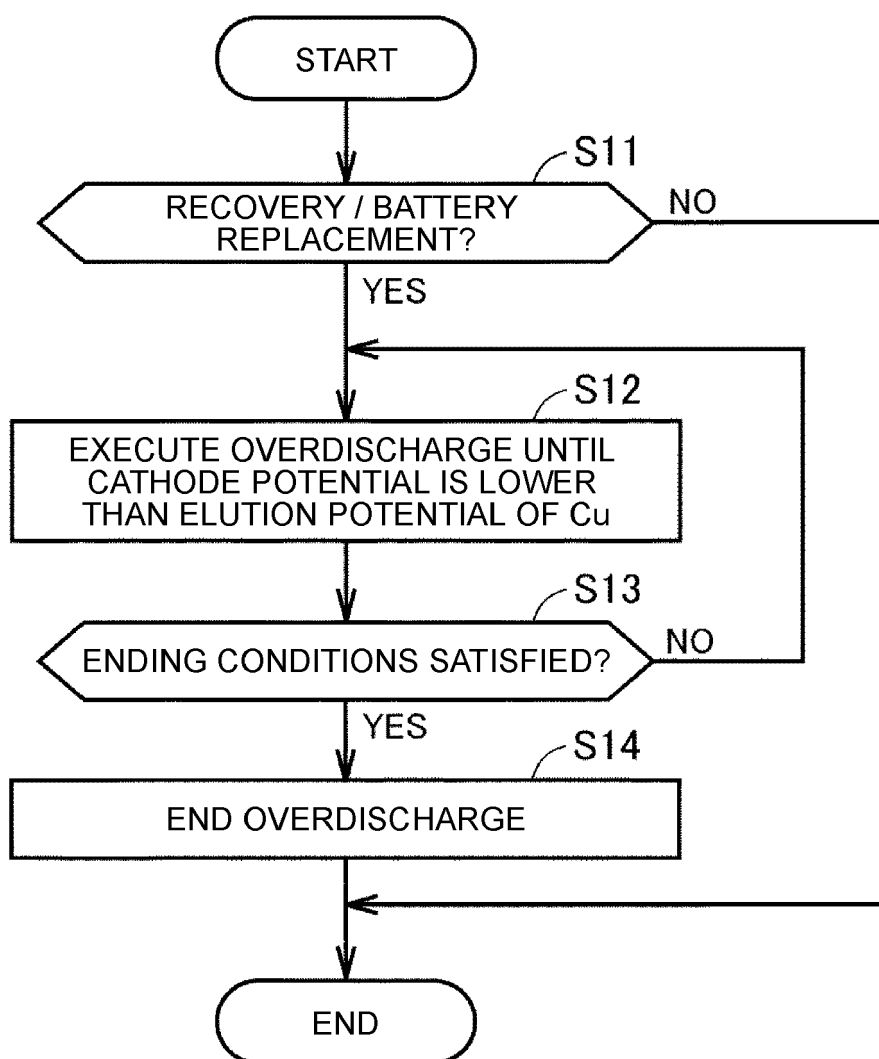 START
S11
RECOVERY / BATTERY
REPLACEMENT?
NO
YES
S12
EXECUTE OVERDISCHARGE UNTIL
CATHODE POTENTIAL IS LOWER
THAN ELUTION POTENTIAL OF Cu
S13
ENDING CONDITIONS SATISFIED?
NO
YES
S14
END OVERDISCHARGE
END